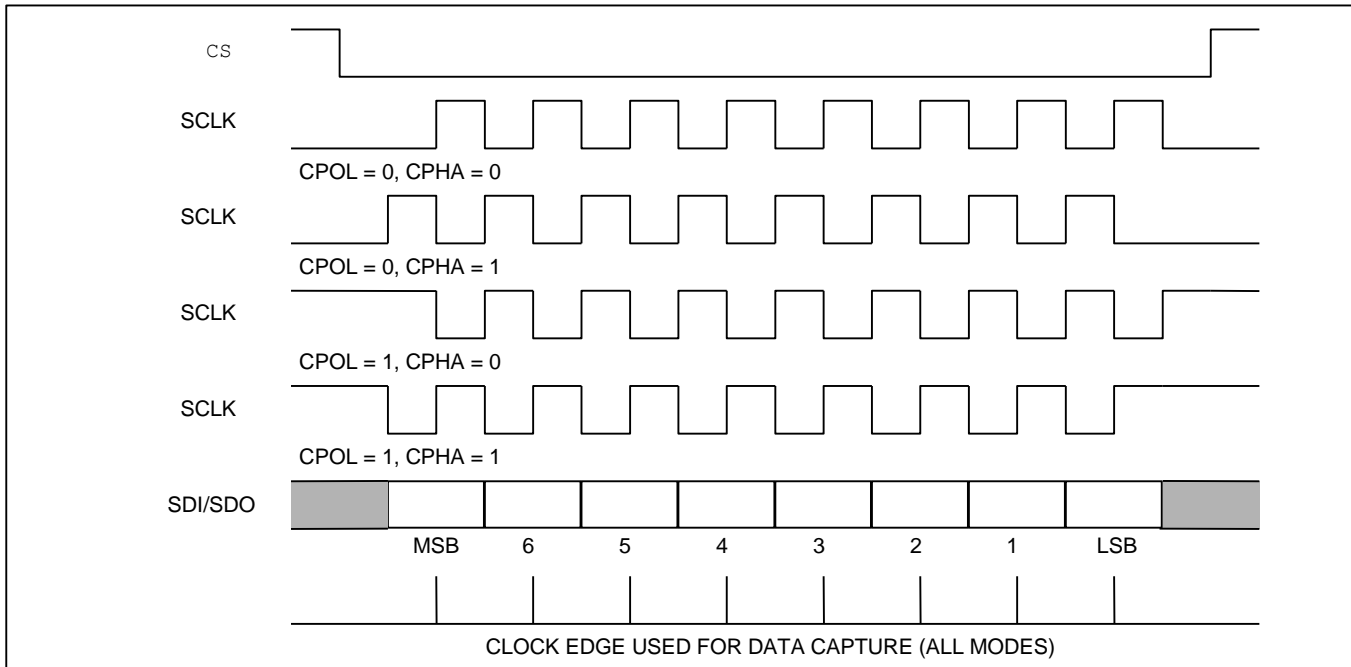 CS
SCLK
CPOL = 0, CPHA = 0
SCLK
CPOL = 0, CPHA = 1
SCLK
CPOL = 1, CPHA = 0
SCLK
CPOL = 1, CPHA = 1
SDI/SDO
MSB 6 5 4 3 2 1 LSB
CLOCK EDGE USED FOR DATA CAPTURE (ALL MODES)